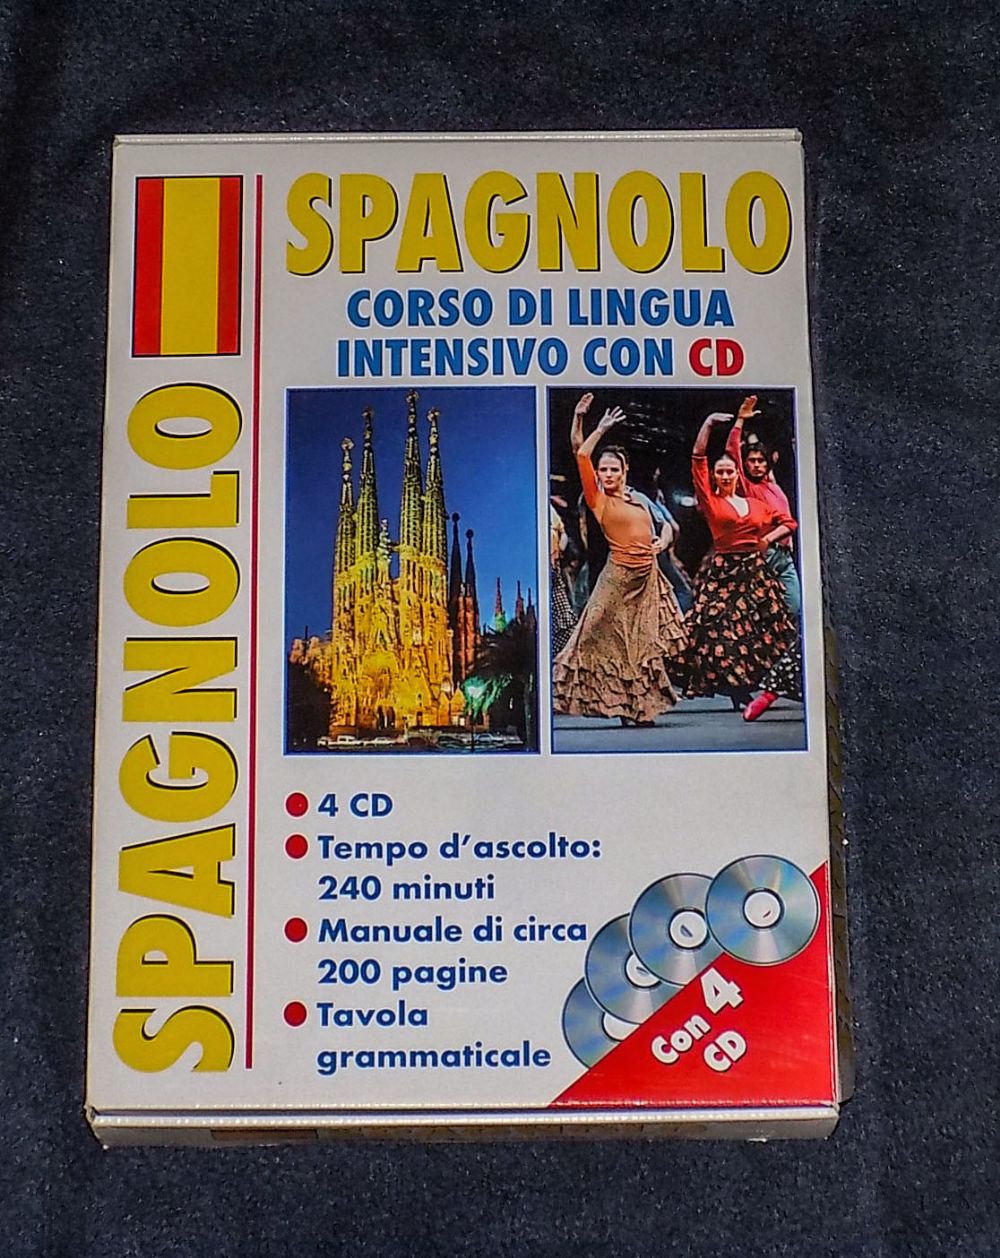 SPAGNOLO
SPAGNOLO
CORSO DI LINGUA
INTENSIVO CON CD
4 CD
Tempo d'ascolto:
240 minuti
Manuale di circa
200 pagine
Tavola
grammaticale
Con 4
CD